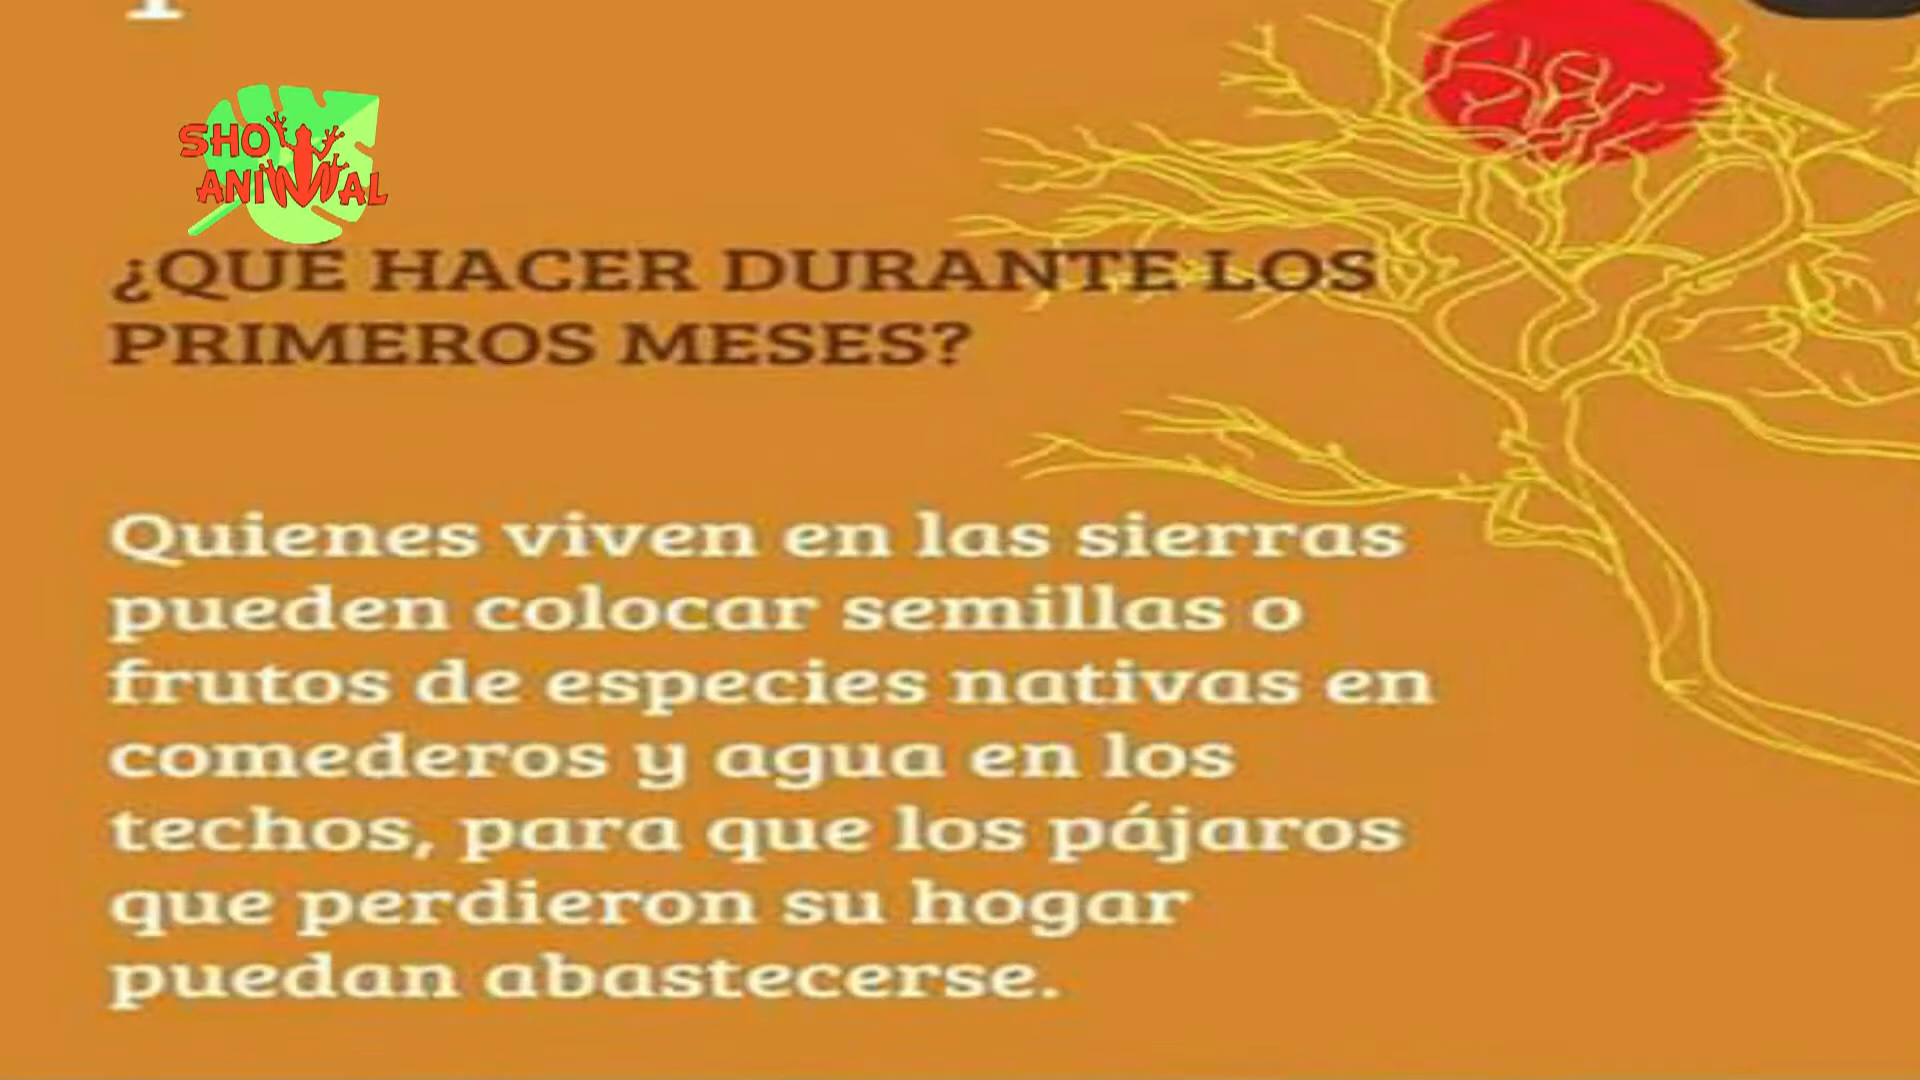 SHOW
ANIMAL
¿QUÉ HACER DURANTE LOS
PRIMEROS MESES?
Quienes viven en las sierras
pueden colocar semillas o
frutos de especies nativas en
comederos y agua en los
techos, para que los pájaros
que perdieron su hogar
puedan abastecerse.